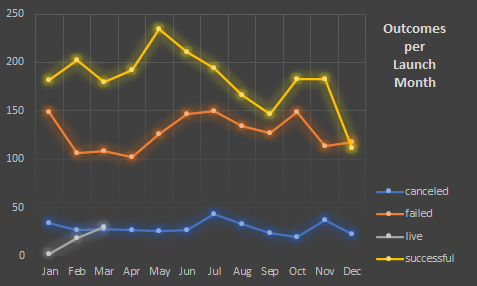 250
200
150
100
50
0
Jan Feb Mar Apr May Jun Jul Aug Sep Oct Nov Dec
Outcomes
per
Launch
Month
canceled
failed
live
successful